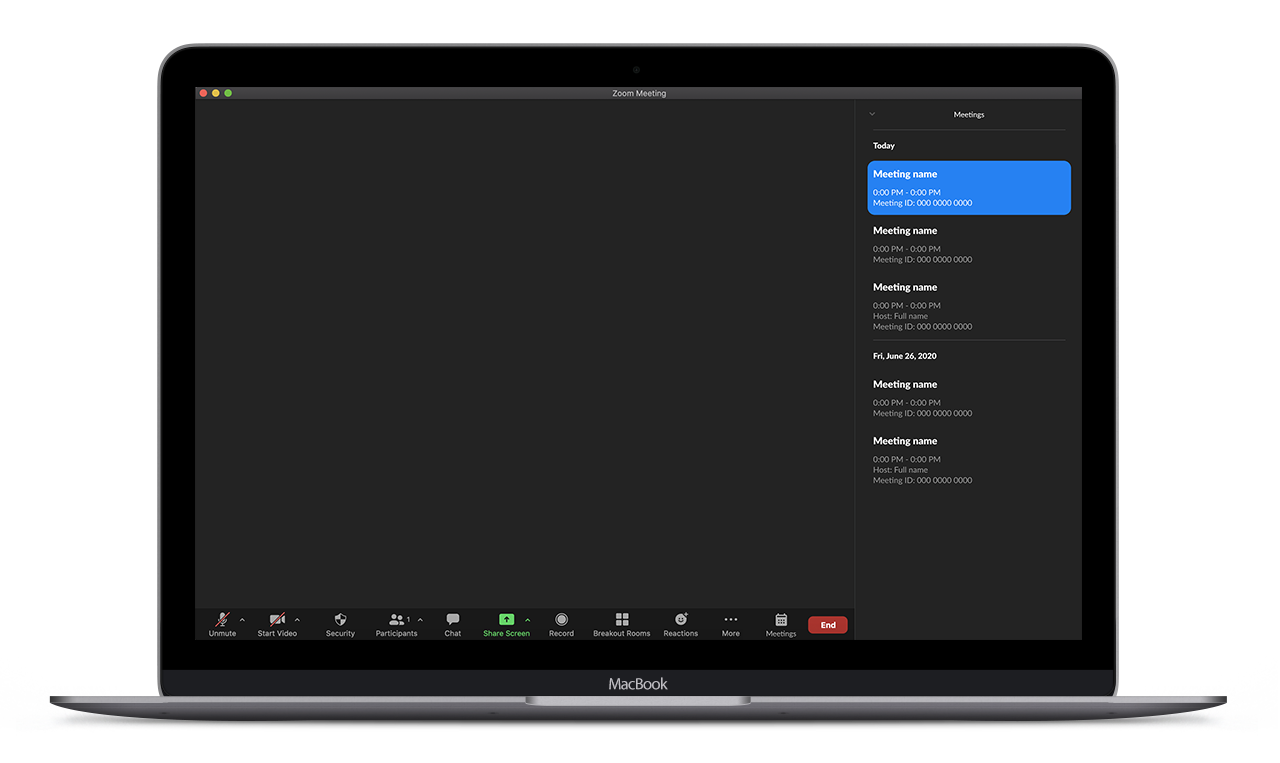 Zoom Meeting
Meetings
Today
Meeting name
0:00 PM - 0:00 PM
Meeting ID: 000 0000 0000
Meeting name
0:00 PM - 0:00 PM
Meeting ID: 000 0000 0000
Meeting name
0:00 PM - 0:00 PM
Host: Full name
Meeting ID: 000 0000 0000
Fri, June 26, 2020
Meeting name
0:00 PM - 0:00 PM
Meeting ID: 000 0000 0000
Meeting name
0:00 PM - 0:00 PM
Host: Full name
Meeting ID: 000 0000 0000
1
Unmute Start Video Security Participants Chat Share Screen Record Breakout Rooms Reactions More Meetings End
MacBook